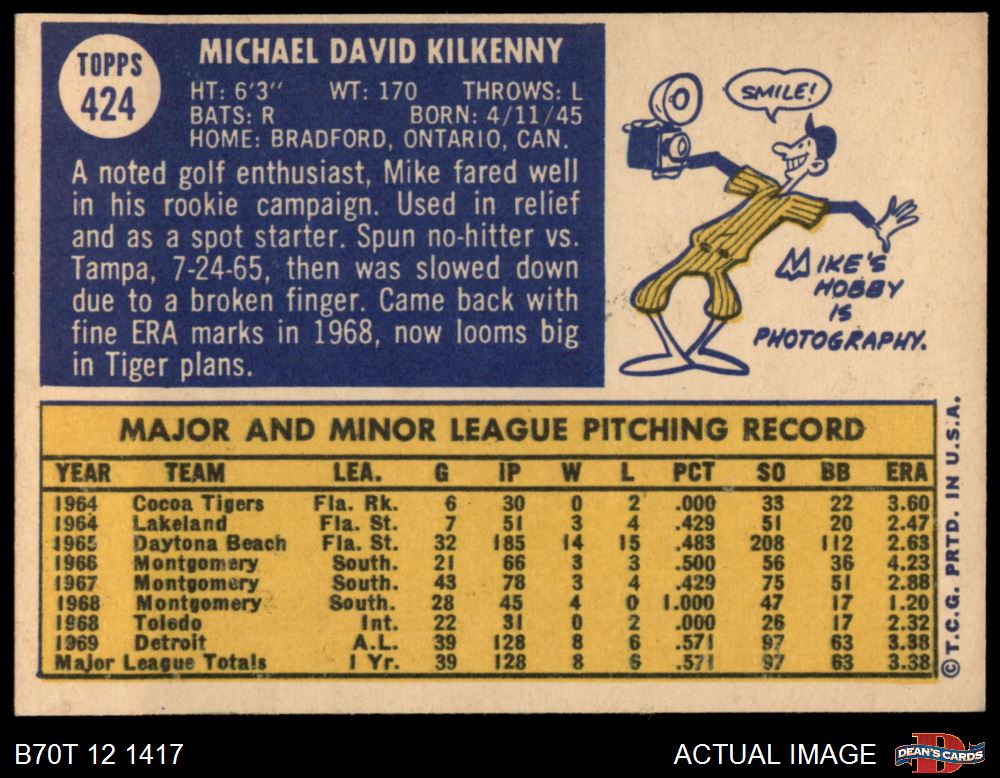 TOPPS
424
MICHAEL DAVID KILKENNY
HT: 6'3" WT: 170 THROWS: L
BATS: R BORN: 4/11/45
HOME: BRADFORD, ONTARIO, CAN.
A noted golf enthusiast, Mike fared well
in his rookie campaign. Used in relief
and as a spot starter. Spun no-hitter vs.
Tampa, 7-24-65, then was slowed down
due to a broken finger. Came back with
fine ERA marks in 1968, now looms big
in Tiger plans.
SMILE!
MIKE'S
HOBBY
IS
PHOTOGRAPHY.
MAJOR AND MINOR LEAGUE PITCHING RECORD
YEAR TEAM LEA. G IP W L PCT SO BB ERA
1964 Cocoa Tigers Fla. Rk. 6 30 0 2 .000 33 22 3.60
1964 Lakeland Fla. St. 7 51 3 4 .429 51 20 2.47
1965 Daytona Beach Fla. St. 32 185 14 15 .483 208 112 2.63
1966 Montgomery South. 21 66 3 3 .500 56 36 4.23
1967 Montgomery South. 43 78 3 4 .429 75 51 2.88
1968 Montgomery South. 28 45 4 0 1.000 47 17 1.20
1968 Toledo Int. 22 31 0 2 .000 26 17 2.32
1969 Detroit A.L. 39 128 8 6 .571 97 63 3.38
Major League Totals 1 Yr. 39 128 8 6 .571 97 63 3.38
©T.C.G. PRTD. IN U.S.A.
B70T 12 1417
ACTUAL IMAGE
DEAN'S CARDS